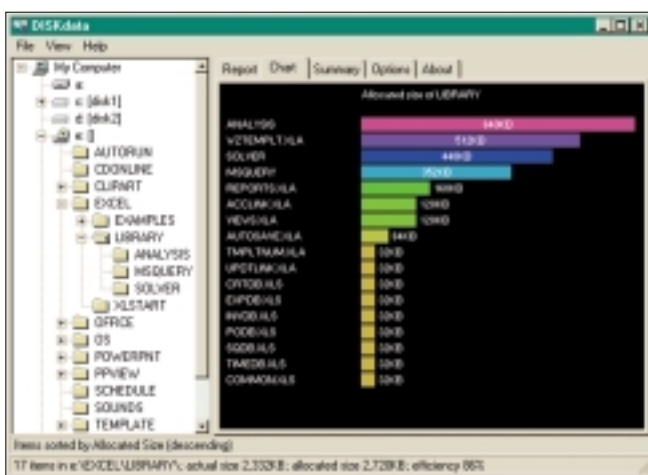 DISKdata
File View Help
My Computer
a:
c: [disk1]
d: [disk2]
e: []
AUTORUN
CDONLINE
CLIPART
EXCEL
EXAMPLES
LIBRARY
ANALYSIS
MSQUERY
SOLVER
XLSTART
OFFICE
OS
POWERPNT
PPVIEW
SCHEDULE
SOUNDS
TEMPLATE
Report Chart Summary Options About
Allocated size of LIBRARY
ANALYSIS 640KB
WZTEMPLT.XLA 512KB
SOLVER 448KB
MSQUERY 352KB
REPORTS.XLA 160KB
ACCLINK.XLA 128KB
VIEWS.XLA 128KB
AUTOSAVE.XLA 64KB
TMPLTNUM.XLA 32KB
UPDTLINK.XLA 32KB
CRTDB.XLS 32KB
EXPDB.XLS 32KB
INVDB.XLS 32KB
PODB.XLS 32KB
SQDB.XLS 32KB
TIMEDB.XLS 32KB
COMMON.XLS 32KB
Items sorted by Allocated Size (descending)
17 items in e:\EXCEL\LIBRARY\; actual size 2,332KB; allocated size 2,720KB; efficiency 86%